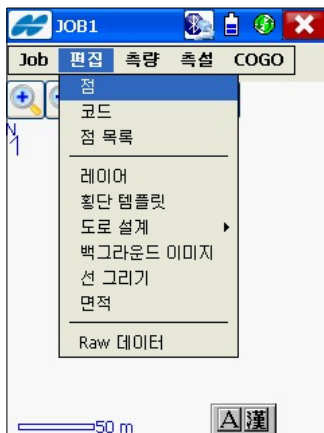 JOB1
Job 편집 측량 측설 COGO
점
코드
점 목록
레이어
횡단 템플릿
도로 설계
백그라운드 이미지
선 그리기
면적
Raw 데이터
N
50 m
A 漢